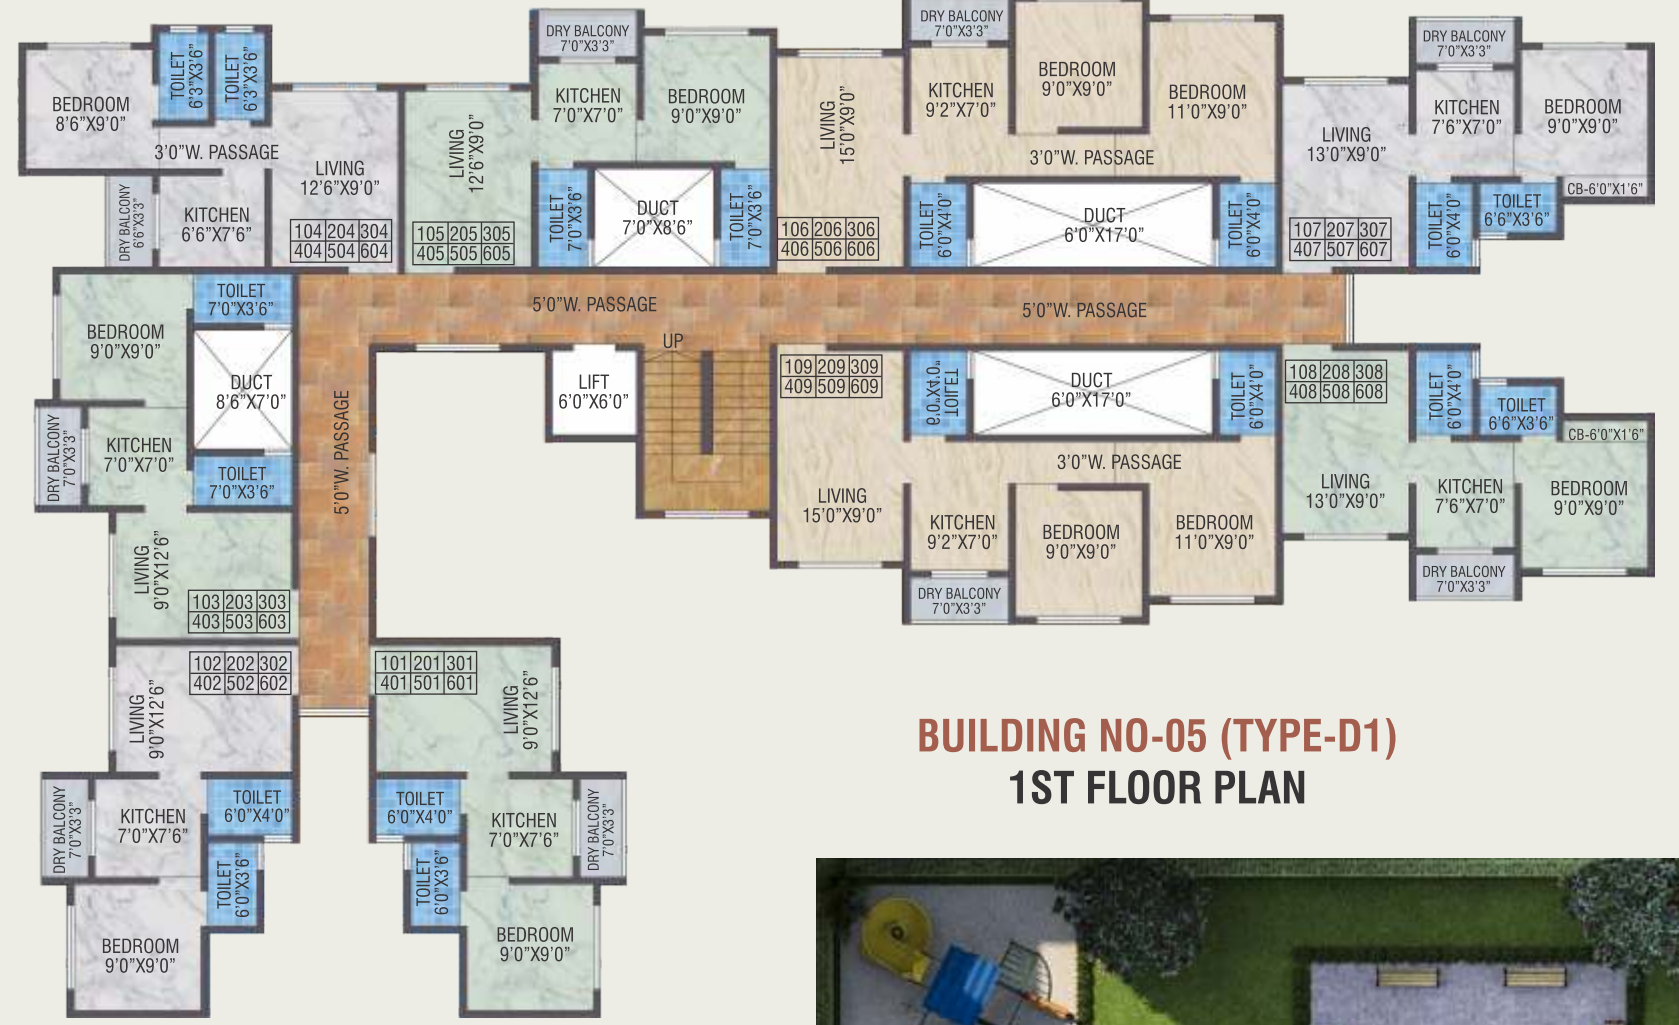 BEDROOM
8'6"X9'0"
TOILET
6'3"X3'6"
TOILET
6'3"X3'6"
3'0"W. PASSAGE
LIVING
12'6"X9'0"
DRY BALCONY
6'6"X3'3"
KITCHEN
6'6"X7'6"
104 204 304
404 504 604
LIVING
12'6"X9'0"
105 205 305
405 505 605
DRY BALCONY
7'0"X3'3"
KITCHEN
7'0"X7'0"
BEDROOM
9'0"X9'0"
TOILET
7'0"X3'6"
DUCT
7'0"X8'6"
TOILET
7'0"X3'6"
LIVING
15'0"X9'0"
106 206 306
406 506 606
DRY BALCONY
7'0"X3'3"
KITCHEN
9'2"X7'0"
BEDROOM
9'0"X9'0"
BEDROOM
11'0"X9'0"
3'0"W. PASSAGE
TOILET
6'0"X4'0"
DUCT
6'0"X17'0"
TOILET
6'0"X4'0"
LIVING
13'0"X9'0"
107 207 307
407 507 607
DRY BALCONY
7'0"X3'3"
KITCHEN
7'6"X7'0"
BEDROOM
9'0"X9'0"
CB-6'0"X1'6"
TOILET
6'0"X4'0"
TOILET
6'6"X3'6"
5'0"W. PASSAGE
5'0"W. PASSAGE
5'0"W. PASSAGE
BEDROOM
9'0"X9'0"
TOILET
7'0"X3'6"
DUCT
8'6"X7'0"
DRY BALCONY
7'0"X3'3"
KITCHEN
7'0"X7'0"
TOILET
7'0"X3'6"
LIVING
9'0"X12'6"
103 203 303
403 503 603
LIFT
6'0"X6'0"
UP
109 209 309
409 509 609
TOILET
6'0"X4'0"
DUCT
6'0"X17'0"
TOILET
6'0"X4'0"
3'0"W. PASSAGE
LIVING
15'0"X9'0"
KITCHEN
9'2"X7'0"
BEDROOM
9'0"X9'0"
BEDROOM
11'0"X9'0"
DRY BALCONY
7'0"X3'3"
108 208 308
408 508 608
TOILET
6'0"X4'0"
TOILET
6'6"X3'6"
CB-6'0"X1'6"
LIVING
13'0"X9'0"
KITCHEN
7'6"X7'0"
BEDROOM
9'0"X9'0"
DRY BALCONY
7'0"X3'3"
102 202 302
402 502 602
LIVING
9'0"X12'6"
DRY BALCONY
7'0"X3'3"
KITCHEN
7'0"X7'6"
TOILET
6'0"X4'0"
TOILET
6'0"X3'6"
BEDROOM
9'0"X9'0"
101 201 301
401 501 601
LIVING
9'0"X12'6"
TOILET
6'0"X4'0"
KITCHEN
7'0"X7'6"
DRY BALCONY
7'0"X3'3"
TOILET
6'0"X3'6"
BEDROOM
9'0"X9'0"
BUILDING NO-05 (TYPE-D1)
1ST FLOOR PLAN